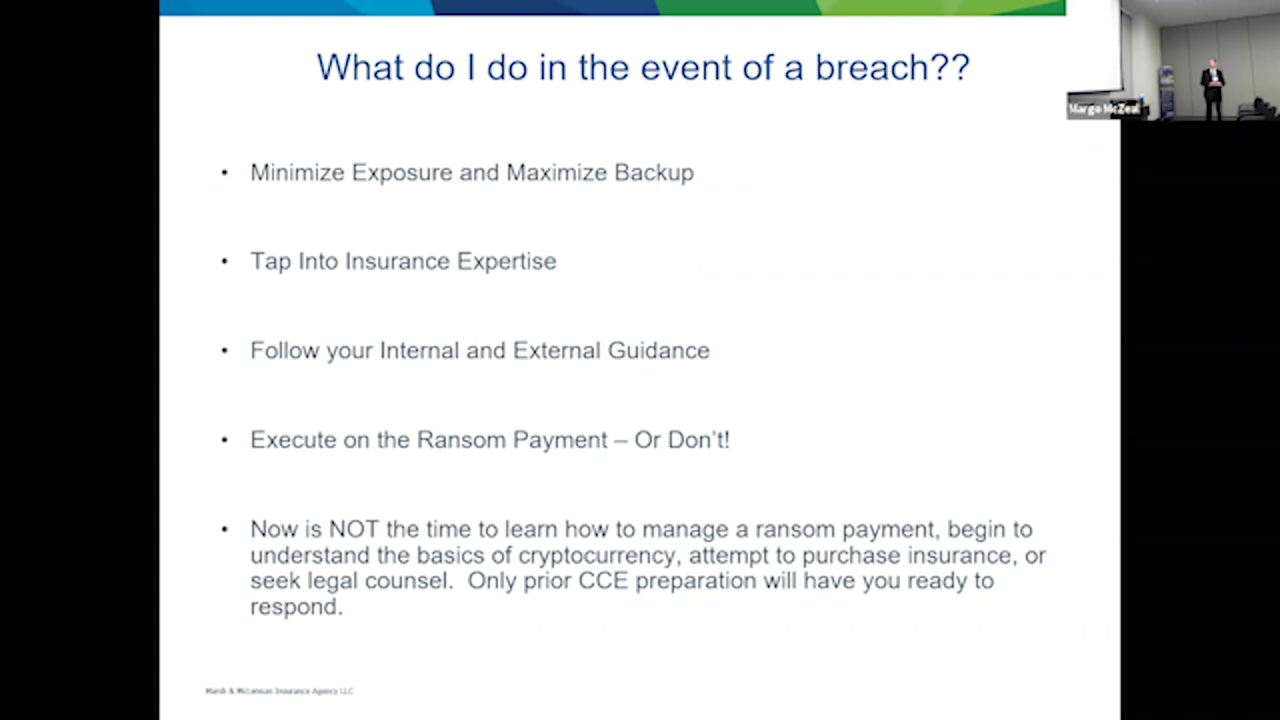 What do I do in the event of a breach??
Margo McZeal
• Minimize Exposure and Maximize Backup
• Tap Into Insurance Expertise
• Follow your Internal and External Guidance
• Execute on the Ransom Payment – Or Don't!
• Now is NOT the time to learn how to manage a ransom payment, begin to
understand the basics of cryptocurrency, attempt to purchase insurance, or
seek legal counsel.  Only prior CCE preparation will have you ready to
respond.
Marsh & McLennan Insurance Agency LLC